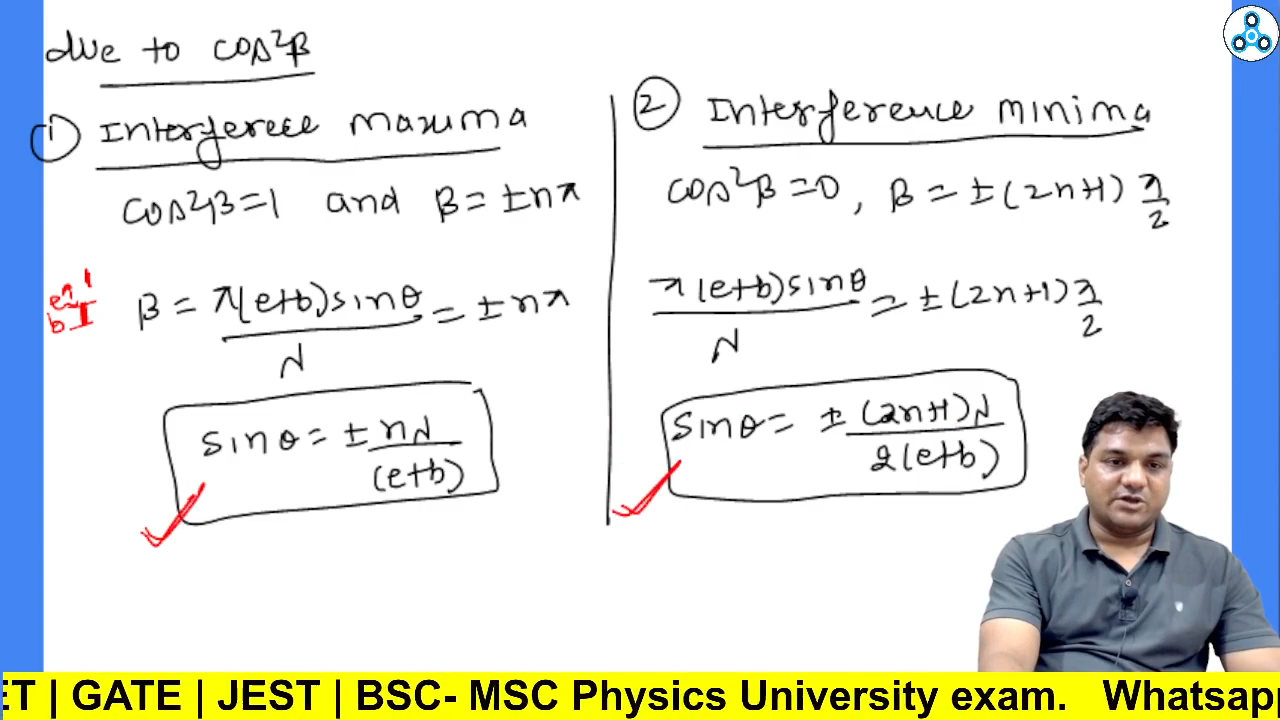 due to cos²β
① Interferece maxima
cos²β=1 and β=±nπ
e
b
β = π(e+b)sinθ/λ = ±nπ
sinθ = ± nλ/(e+b)
② Interference minima
cos²β=0, β=±(2n+1)π/2
π(e+b)sinθ/λ = ±(2n+1)π/2
sinθ = ± (2n+1)λ/2(e+b)
ET | GATE | JEST | BSC- MSC Physics University exam. Whatsapp